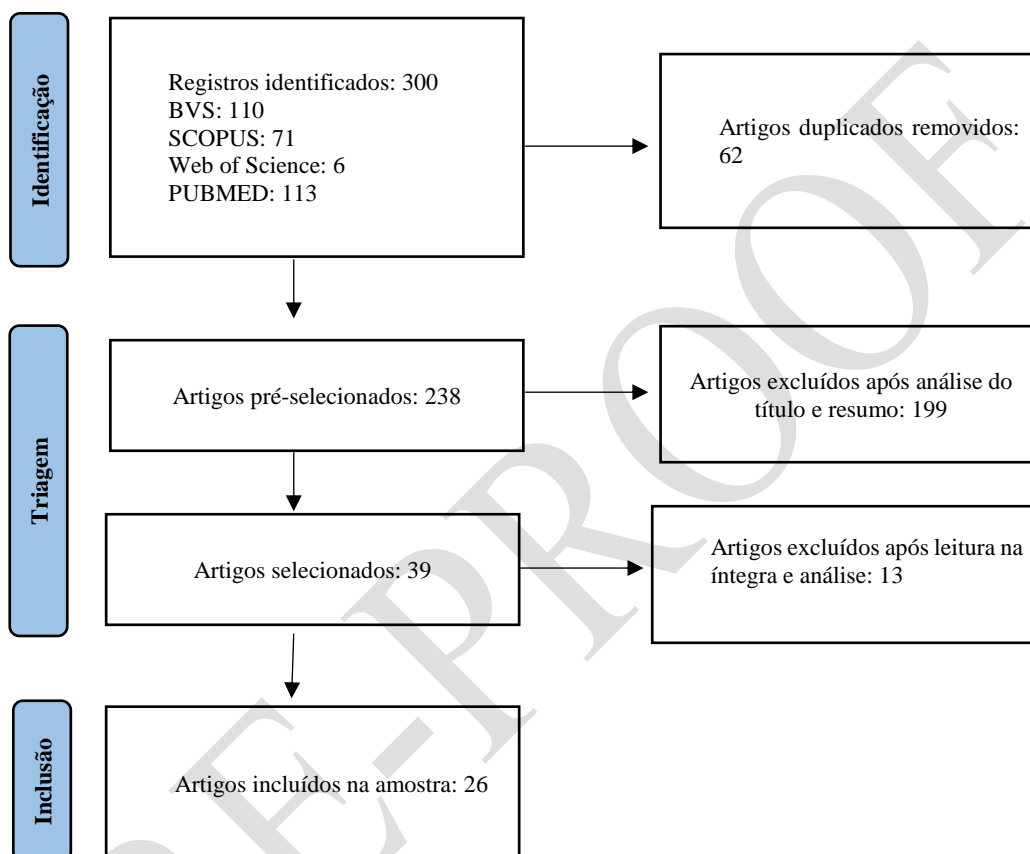 Identificação
Registros identificados: 300
BVS: 110
SCOPUS: 71
Web of Science: 6
PUBMED: 113
Artigos duplicados removidos:
62
Triagem
Artigos pré-selecionados: 238
Artigos excluídos após análise do
título e resumo: 199
Artigos selecionados: 39
Artigos excluídos após leitura na
íntegra e análise: 13
Inclusão
Artigos incluídos na amostra: 26
RE-PROOF